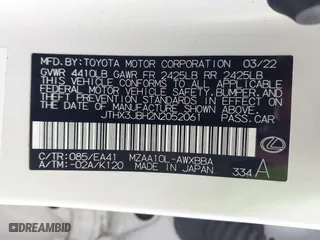 MFD.BY:TOYOTA MOTOR CORPORATION 03/22
GVWR 4410LB GAWR FR 2425LB RR 2425LB
THIS VEHICLE CONFORMS TO ALL APPLICABLE
FEDERAL MOTOR VEHICLE SAFETY, BUMPER, AND
THEFT PREVENTION STANDARDS IN EFFECT ON
THE DATE OF MANUFACTURE SHOWN ABOVE.
JTHX3JBH2N2052061 PASS.CAR
C/TR:085/EA41 MZAA10L-AWXBBA
A/TM:-02A/K120 MADE IN JAPAN 334 A